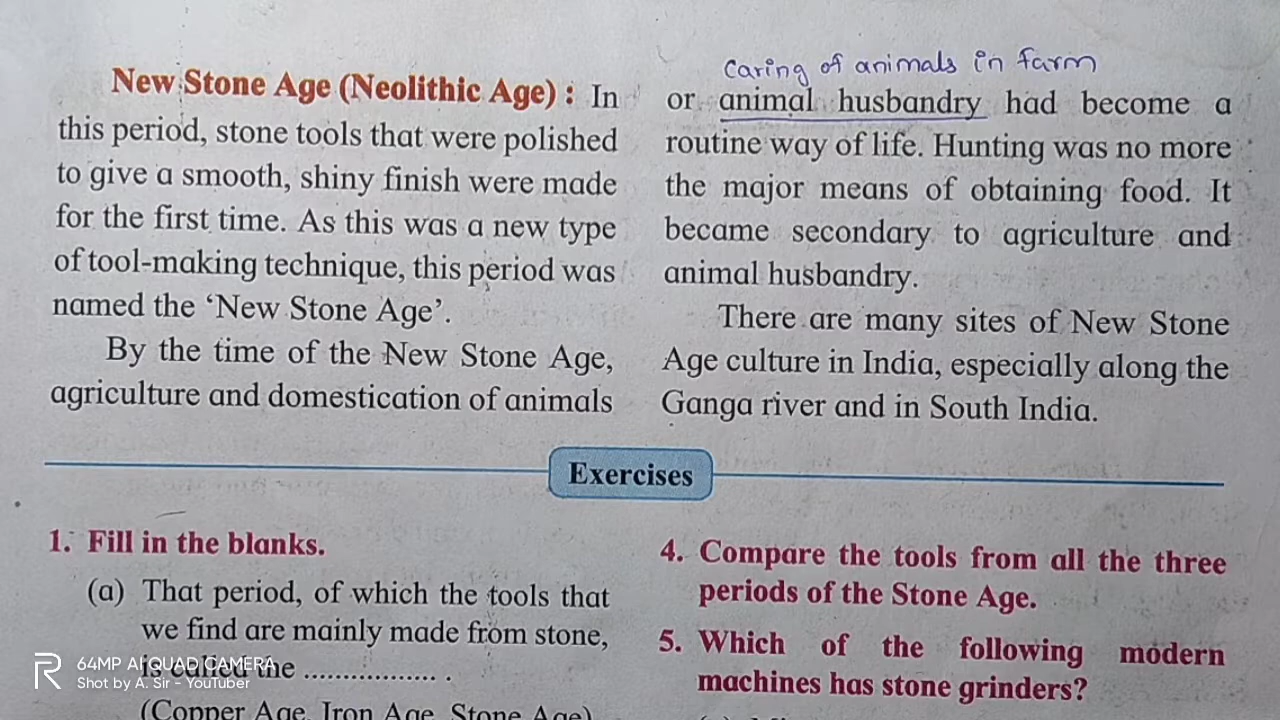 New Stone Age (Neolithic Age) : In
this period, stone tools that were polished
to give a smooth, shiny finish were made
for the first time. As this was a new type
of tool-making technique, this period was
named the ‘New Stone Age’.
By the time of the New Stone Age,
agriculture and domestication of animals
caring of animals in farm
or animal husbandry had become a
routine way of life. Hunting was no more
the major means of obtaining food. It
became secondary to agriculture and
animal husbandry.
There are many sites of New Stone
Age culture in India, especially along the
Ganga river and in South India.
Exercises
1. Fill in the blanks.
(a) That period, of which the tools that
we find are mainly made from stone,
is called the ................. .
(Copper Age, Iron Age, Stone Age)
4. Compare the tools from all the three
periods of the Stone Age.
5. Which of the following modern
machines has stone grinders?
R
64MP AI QUAD CAMERA
Shot by A. Sir - YouTuber